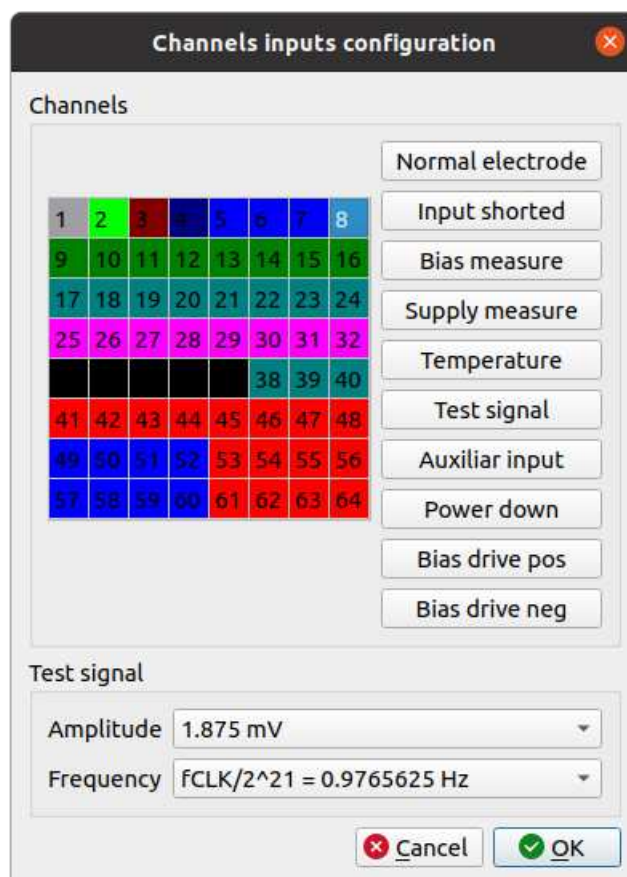 Channels inputs configuration
Channels
Normal electrode
Input shorted
Bias measure
Supply measure
Temperature
Test signal
Auxiliar input
Power down
Bias drive pos
Bias drive neg
1 2 3 4 5 6 7 8
9 10 11 12 13 14 15 16
17 18 19 20 21 22 23 24
25 26 27 28 29 30 31 32
38 39 40
41 42 43 44 45 46 47 48
49 50 51 52 53 54 55 56
57 58 59 60 61 62 63 64
Test signal
Amplitude 1.875 mV
Frequency fCLK/2^21 = 0.9765625 Hz
Cancel OK